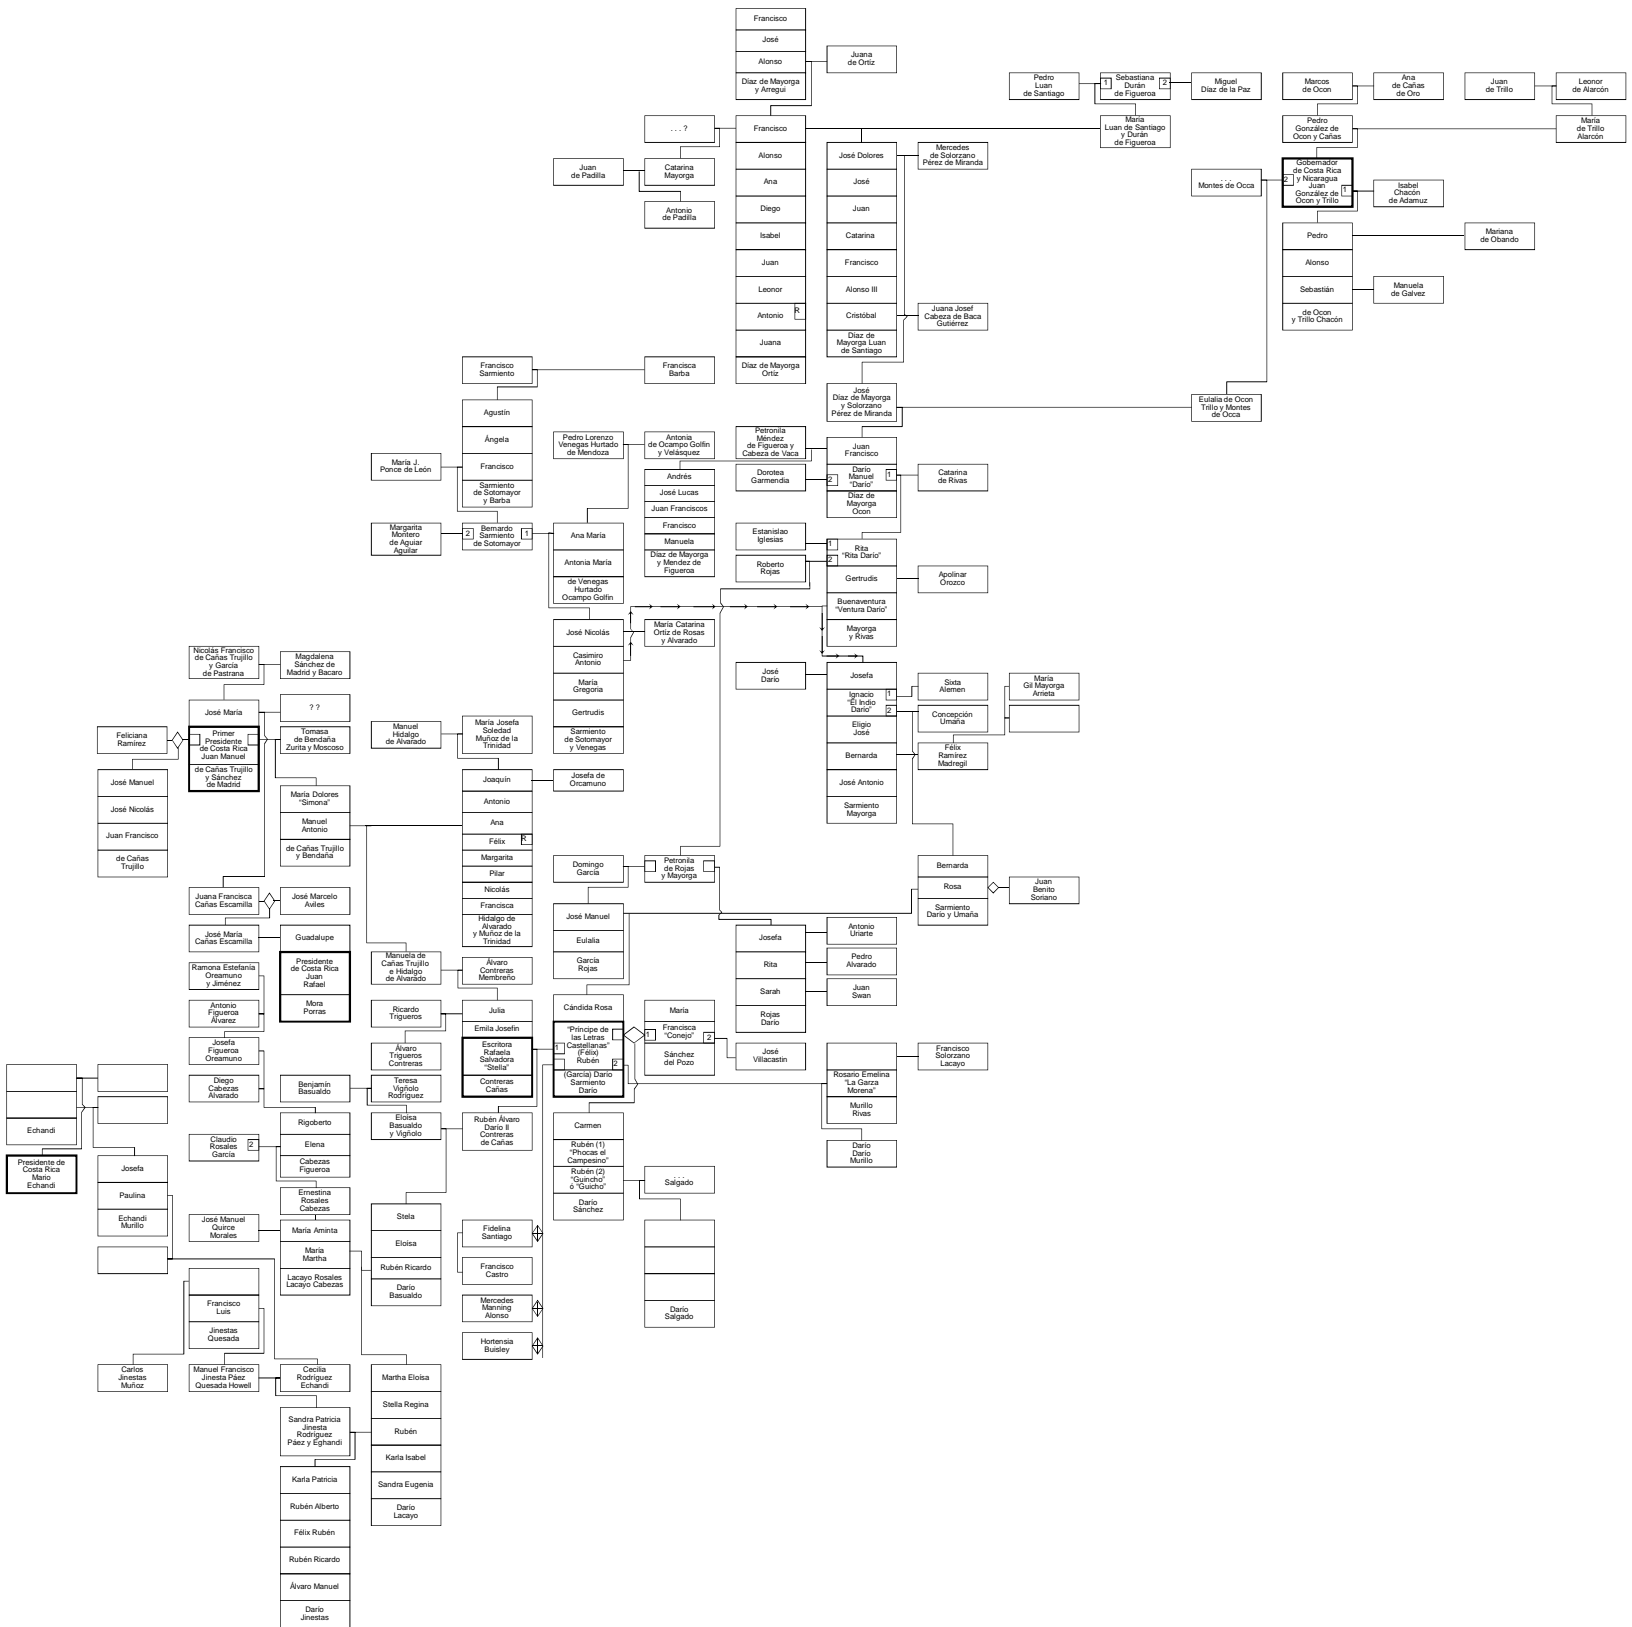 Francisco
José
Alonso
Díaz de Mayorga
y Arregui
Juana
de Ortíz
Pedro
Luan
de Santiago
1
Sebastiana
Durán
de Figueroa
2
Miguel
Díaz de la Paz
Marcos
de Ocon
Ana
de Cañas
de Oro
Juan
de Trillo
Leonor
de Alarcón
. . . ?
Francisco
Alonso
Ana
Diego
Isabel
Juan
Leonor
Antonio
R
Juana
Díaz de Mayorga
Ortíz
María
Luan de Santiago
y Durán
de Figueroa
Pedro
González de
Ocon y Cañas
María
de Trillo
Alarcón
Juan
de Padilla
Catarina
Mayorga
Antonio
de Padilla
José Dolores
José
Juan
Catarina
Francisco
Alonso III
Cristóbal
Díaz de
Mayorga Luan
de Santiago
Mercedes
de Solorzano
Pérez de Miranda
Juana Josef
Cabeza de Baca
Gutiérrez
. . .
Montes de Occa
Gobernador
de Costa Rica
y Nicaragua
2
Juan
1
González de
Ocon y Trillo
Isabel
Chacón
de Adamuz
Pedro
Alonso
Sebastián
de Ocon
y Trillo Chacón
Mariana
de Obando
Manuela
de Galvez
Francisco
Sarmiento
Francisca
Barba
José
Díaz de Mayorga
y Solorzano
Pérez de Miranda
Eulalia de Ocon
Trillo y Montes
de Occa
Agustín
Ángela
Francisco
Sarmiento
de Sotomayor
y Barba
María J.
Ponce de León
Pedro Lorenzo
Venegas Hurtado
de Mendoza
Antonia
de Ocampo Golfin
y Velásquez
Petronila
Méndez
de Figueroa y
Cabeza de Vaca
Juan
Francisco
Darío
Manuel
"Darío"
2
1
Díaz de
Mayorga
Ocon
Dorotea
Garmendia
Catarina
de Rivas
Andrés
José Lucas
Juan Franciscos
Francisco
Manuela
Díaz de Mayorga
y Mendez de
Figueroa
Margarita
Montero
de Aguiar
Aguilar
2
Bernardo
Sarmiento
de Sotomayor
1
Ana María
Antonia María
de Venegas
Hurtado
Ocampo Golfin
Estanislao
Iglesias
Roberto
Rojas
1
2
Rita
"Rita Darío"
Gertrudis
Buenaventura
"Ventura Darío"
Mayorga
y Rivas
Apolinar
Orozco
José Nicolás
Casimiro
Antonio
María
Gregoria
Gertrudis
Sarmiento
de Sotomayor
y Venegas
María Catarina
Ortíz de Rosas
y Alvarado
José
Darío
Josefa
Ignacio
"El Indio
Darío"
1
2
Eligio
José
Bernarda
José Antonio
Sarmiento
Mayorga
Sixta
Alemen
Concepción
Umaña
Félix
Ramírez
Madregil
María
Gil Mayorga
Arrieta
Nicolás Francisco
de Cañas Trujillo
y García
de Pastrana
Magdalena
Sánchez de
Madrid y Bacaro
José María
Primer
Presidente
de Costa Rica
Juan Manuel
de Cañas Trujillo
y Sánchez
de Madrid
? ?
Tomasa
de Bendaña
Zurita y Moscoso
Feliciana
Ramírez
José Manuel
José Nicolás
Juan Francisco
de Cañas
Trujillo
María Dolores
"Simona"
Manuel
Antonio
de Cañas Trujillo
y Bendaña
Manuel
Hidalgo
de Alvarado
María Josefa
Soledad
Muñoz de la
Trinidad
Joaquín
Antonio
Ana
Félix
R
Margarita
Pilar
Nicolás
Francisca
Hidalgo de
Alvarado
y Muñoz de la
Trinidad
Josefa de
Orcamuno
Domingo
García
Petronila
de Rojas
y Mayorga
Bernarda
Rosa
Sarmiento
Darío y Umaña
Juan
Benito
Soriano
Juana Francisca
Cañas Escamilla
José Marcelo
Aviles
José María
Cañas Escamilla
Guadalupe
Presidente
de Costa Rica
Juan
Rafael
Mora
Porras
José Manuel
Eulalia
García
Rojas
Josefa
Rita
Sarah
Rojas
Darío
Antonio
Uriarte
Pedro
Alvarado
Juan
Swan
Ramona Estefanía
Oreamuno
y Jiménez
Antonio
Figueroa
Álvarez
Josefa
Figueroa
Oreamuno
Diego
Cabezas
Alvarado
Manuela de
Cañas Trujillo
e Hidalgo
de Alvarado
Álvaro
Contreras
Membreño
Ricardo
Trigueros
Álvaro
Trigueros
Contreras
Julia
Emila Josefin
Escritora
Rafaela
Salvadora
"Stella"
Contreras
Cañas
Cándida Rosa
"Príncipe de
las Letras
Castellanas"
(Félix)
Rubén
1
2
(García) Darío
Sarmiento
Darío
María
1
Francisca
"Conejo"
2
Sánchez
del Pozo
José
Villacastin
Rosario Emelina
"La Garza
Morena"
Murillo
Rivas
Francisco
Solorzano
Lacayo
Darío
Darío
Murillo
Echandi
Presidente de
Costa Rica
Mario
Echandi
Josefa
Paulina
Echandi
Murillo
Benjamín
Basualdo
Teresa
Vigñolo
Rodríguez
Eloísa
Basualdo
y Vigñolo
Rubén Álvaro
Darío II
Contreras
de Cañas
Rigoberto
Elena
Cabezas
Figueroa
Claudio
Rosales
García
2
Ernestina
Rosales
Cabezas
José Manuel
Quirce
Morales
María Aminta
María
Martha
Lacayo Rosales
Lacayo Cabezas
Stela
Eloísa
Rubén Ricardo
Darío
Basualdo
Carmen
Rubén (1)
"Phocas el
Campesino"
Rubén (2)
"Guincho"
ó "Guicho"
Darío
Sánchez
. . .
Salgado
Darío
Salgado
Fidelina
Santiago
Francisco
Castro
Mercedes
Manning
Alonso
Hortensia
Buisley
Francisco
Luis
Jinestas
Quesada
Carlos
Jinestas
Muñoz
Manuel Francisco
Jinesta Páez
Quesada Howell
Cecilia
Rodríguez
Echandi
Sandra Patricia
Jinesta
Rodríguez
Páez y Eghandi
Martha Eloísa
Stella Regina
Rubén
Karla Isabel
Sandra Eugenia
Darío
Lacayo
Karla Patricia
Rubén Alberto
Félix Rubén
Rubén Ricardo
Álvaro Manuel
Darío
Jinestas